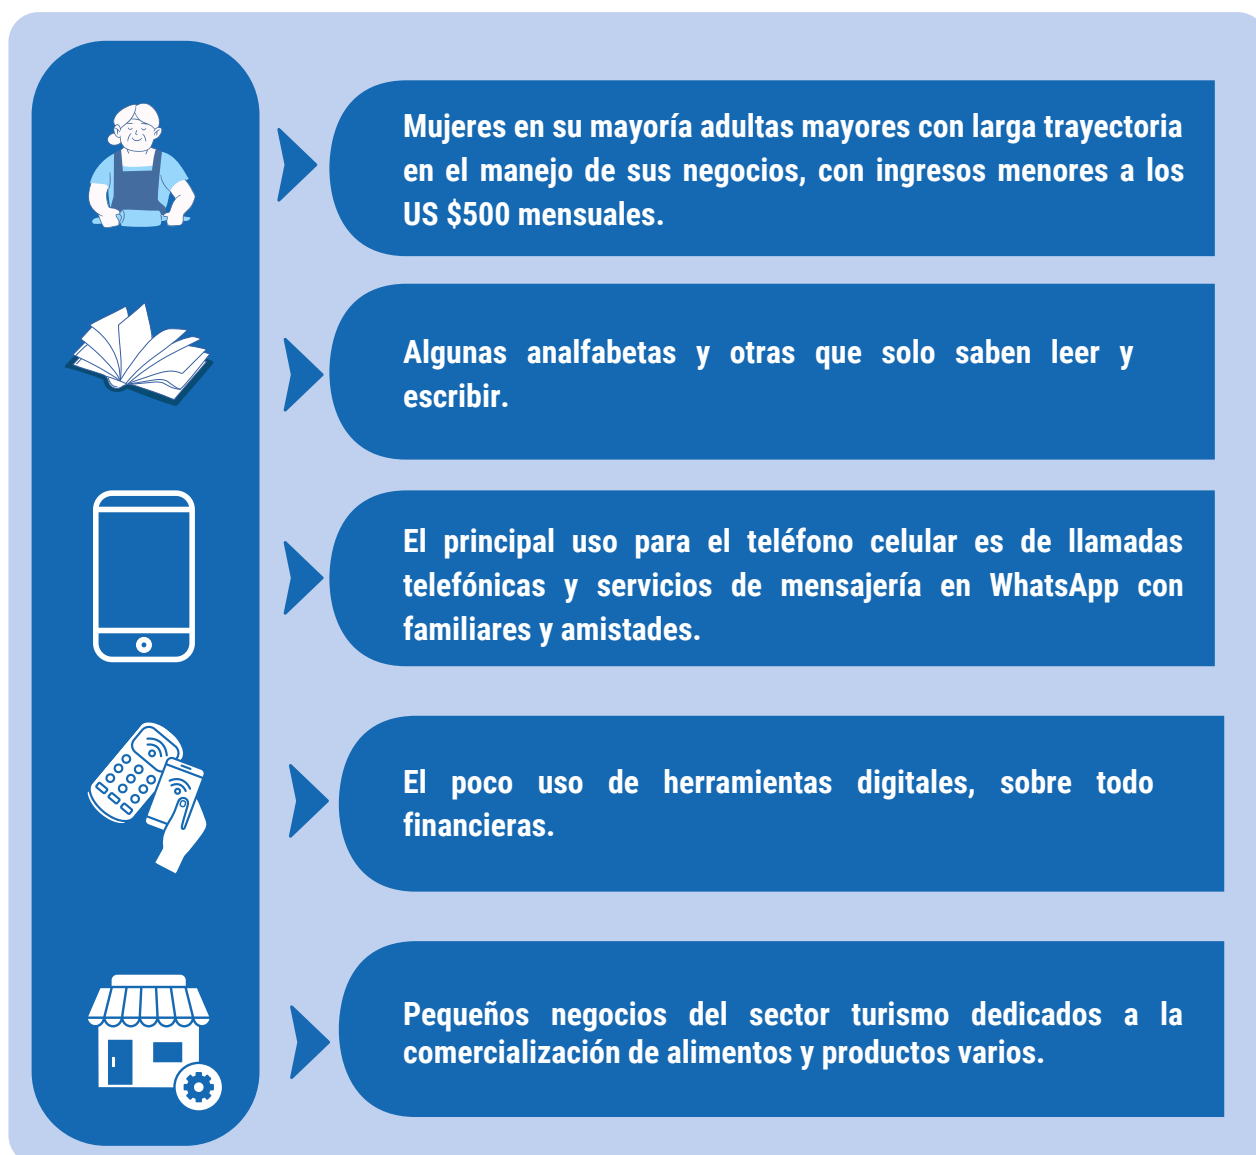 Mujeres en su mayoría adultas mayores con larga trayectoria
en el manejo de sus negocios, con ingresos menores a los
US $500 mensuales.
Algunas analfabetas y otras que solo saben leer y
escribir.
El principal uso para el teléfono celular es de llamadas
telefónicas y servicios de mensajería en WhatsApp con
familiares y amistades.
El poco uso de herramientas digitales, sobre todo
financieras.
Pequeños negocios del sector turismo dedicados a la
comercialización de alimentos y productos varios.